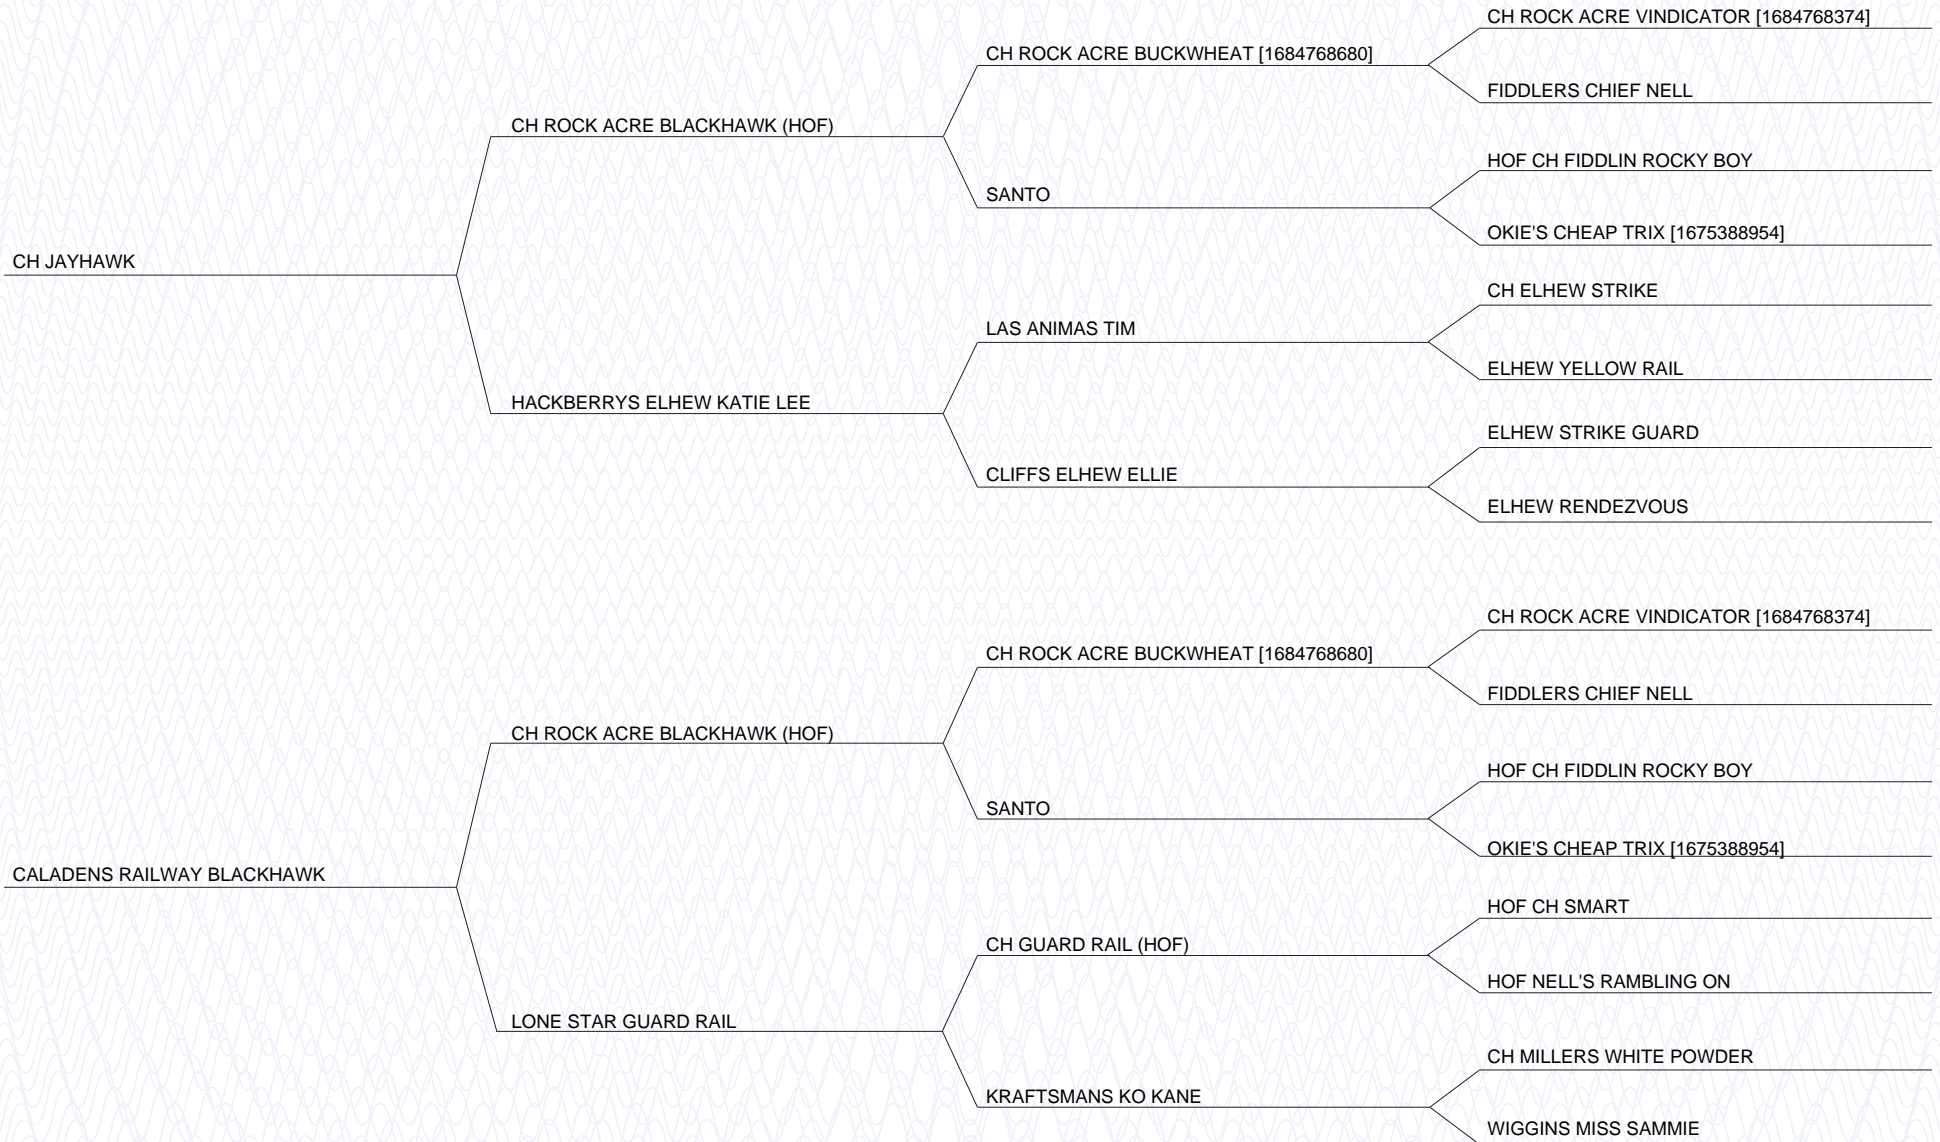 CH ROCK ACRE VINDICATOR [1684768374]
CH ROCK ACRE BUCKWHEAT [1684768680]
FIDDLERS CHIEF NELL
CH ROCK ACRE BLACKHAWK (HOF)
HOF CH FIDDLIN ROCKY BOY
SANTO
OKIE'S CHEAP TRIX [1675388954]
CH JAYHAWK
CH ELHEW STRIKE
LAS ANIMAS TIM
ELHEW YELLOW RAIL
HACKBERRYS ELHEW KATIE LEE
ELHEW STRIKE GUARD
CLIFFS ELHEW ELLIE
ELHEW RENDEZVOUS
CH ROCK ACRE VINDICATOR [1684768374]
CH ROCK ACRE BUCKWHEAT [1684768680]
FIDDLERS CHIEF NELL
CH ROCK ACRE BLACKHAWK (HOF)
HOF CH FIDDLIN ROCKY BOY
SANTO
OKIE'S CHEAP TRIX [1675388954]
CALADENS RAILWAY BLACKHAWK
HOF CH SMART
CH GUARD RAIL (HOF)
HOF NELL'S RAMBLING ON
LONE STAR GUARD RAIL
CH MILLERS WHITE POWDER
KRAFTSMANS KO KANE
WIGGINS MISS SAMMIE